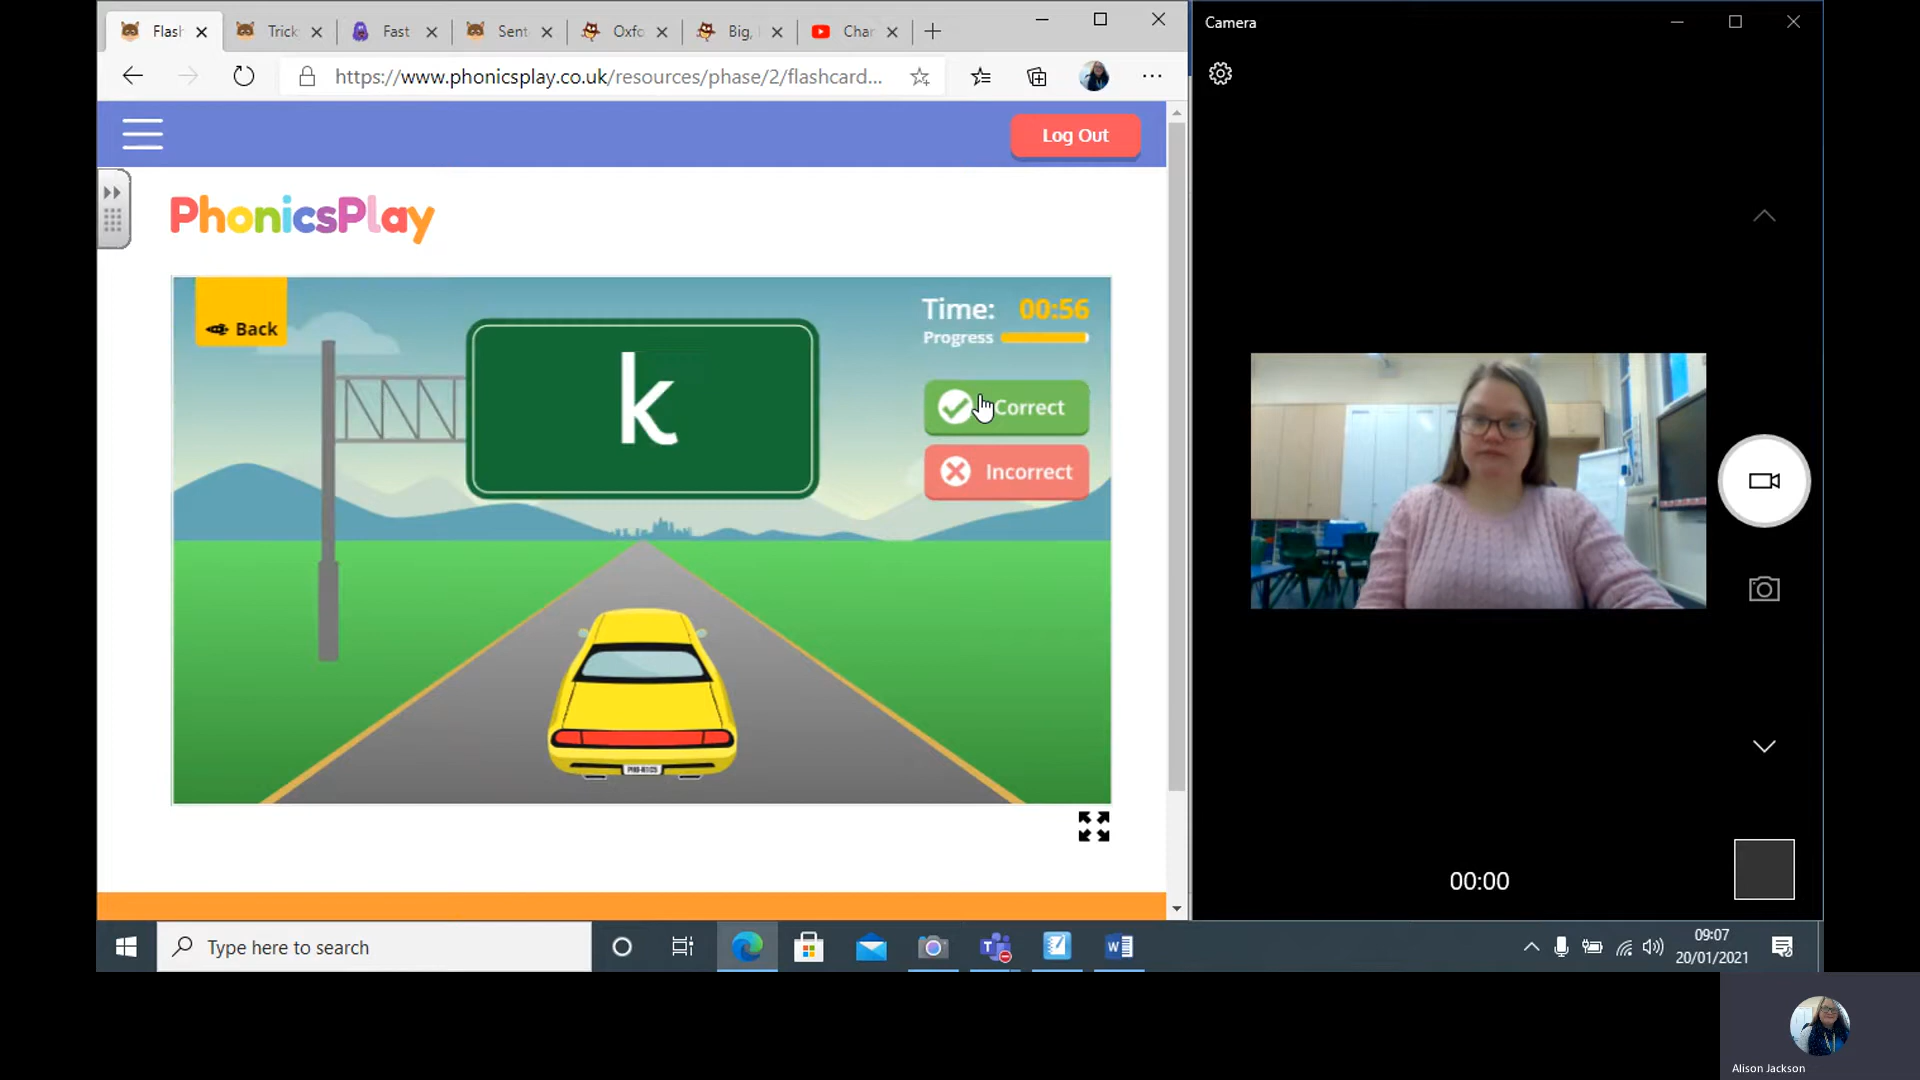 Flash
Trick
Fast
Sent
Oxfo
Big,
Char
https://www.phonicsplay.co.uk/resources/phase/2/flashcard...
Log Out
PhonicsPlay
Back
k
Time: 00:56
Progress
Correct
Incorrect
Camera
00:00
Type here to search
09:07
20/01/2021
Alison Jackson